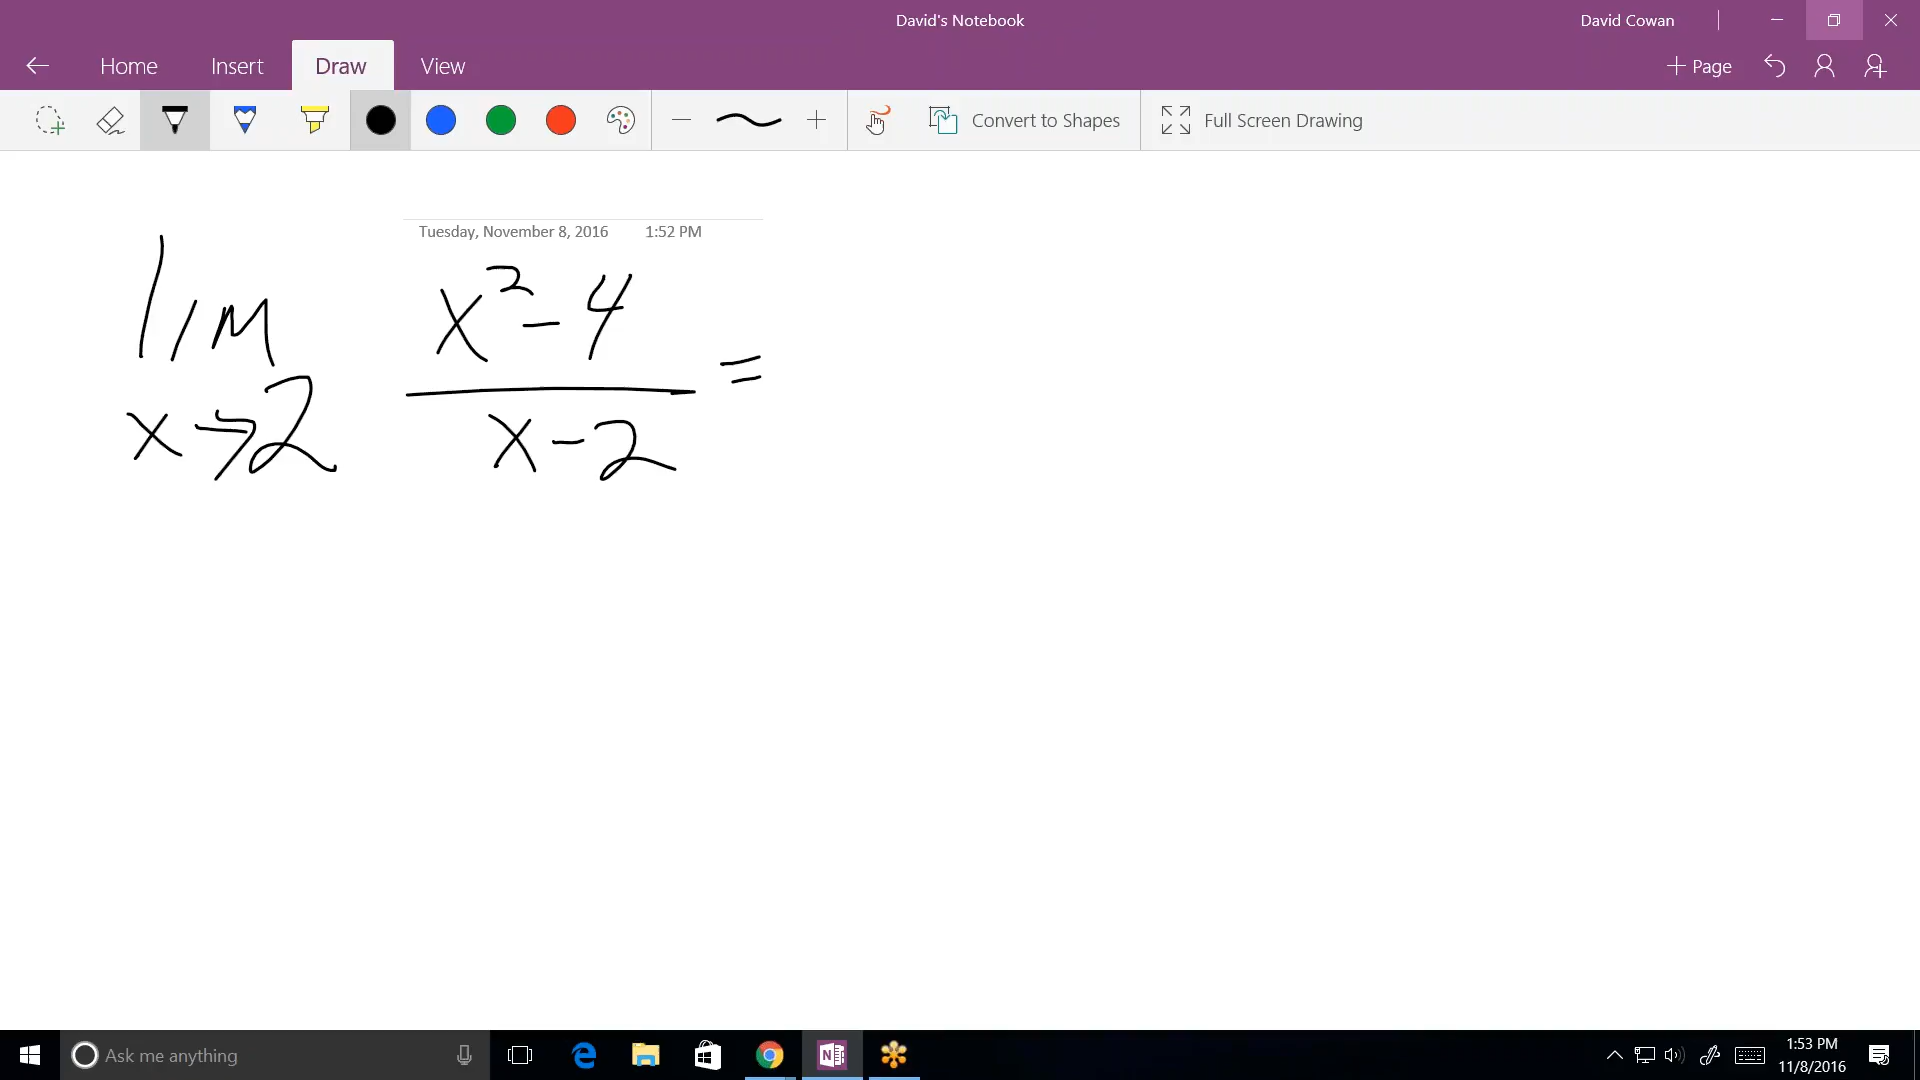 David's Notebook
David Cowan
Home Insert Draw View
Page
Convert to Shapes
Full Screen Drawing
Tuesday, November 8, 2016 1:52 PM
lim x²-4 =
x→2 x-2
Ask me anything
N
1:53 PM
11/8/2016